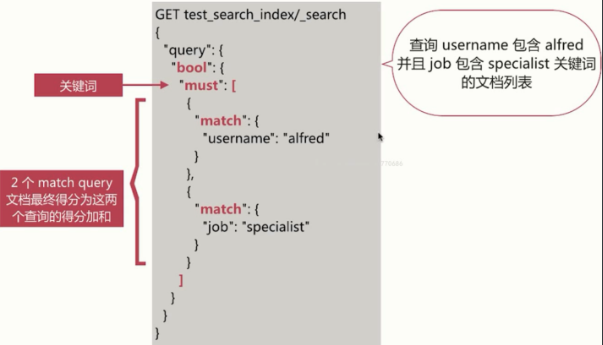 GET test_search_index/_search
{
"query": {
"bool": {
"must": [
{
"match": {
"username": "alfred"
}
},
{
"match": {
"job": "specialist"
}
}
]
}
}
}
关键词
2 个 match query
文档最终得分为这两
个查询的得分加和
查询 username 包含 alfred
并且 job 包含 specialist 关键词
的文档列表